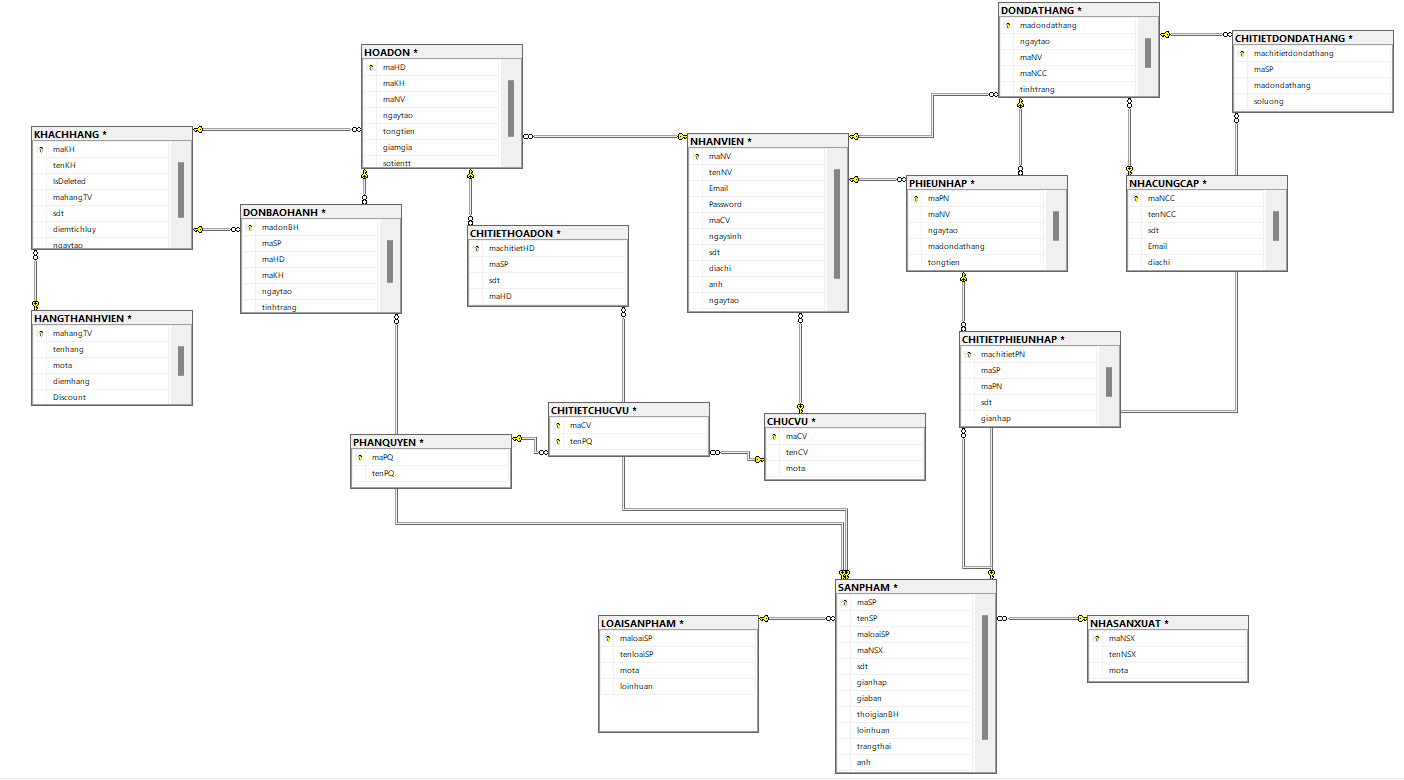 DONDATHANG *
madondathang
ngaytao
maNV
maNCC
tinhtrang
CHITIETDONDATHANG *
machitietdondathang
maSP
madondathang
soluong
HOADON *
maHD
maKH
maNV
ngaytao
tongtien
giamgia
sotientt
KHACHHANG *
maKH
tenKH
IsDeleted
mahangTV
sdt
diemtichluy
ngaytao
NHANVIEN *
maNV
tenNV
Email
Password
maCV
ngaysinh
sdt
diachi
anh
ngaytao
PHIEUNHAP *
maPN
maNV
ngaytao
madondathang
tongtien
NHACUNGCAP *
maNCC
tenNCC
sdt
Email
diachi
DONBAOHANH *
madonBH
maSP
maHD
maKH
ngaytao
tinhtrang
CHITIETHOADON *
machitietHD
maSP
sdt
maHD
HANGTHANHVIEN *
mahangTV
tenhang
mota
diemhang
Discount
CHITIETPHIEUNHAP *
machitietPN
maSP
maPN
sdt
gianhap
CHITIETCHUCVU *
maCV
tenPQ
CHUCVU *
maCV
tenCV
mota
PHANQUYEN *
maPQ
tenPQ
SANPHAM *
maSP
tenSP
maloaiSP
maNSX
sdt
gianhap
giaban
thoigianBH
loinhuan
trangthai
anh
LOAISANPHAM *
maloaiSP
tenloaiSP
mota
loinhuan
NHASANXUAT *
maNSX
tenNSX
mota